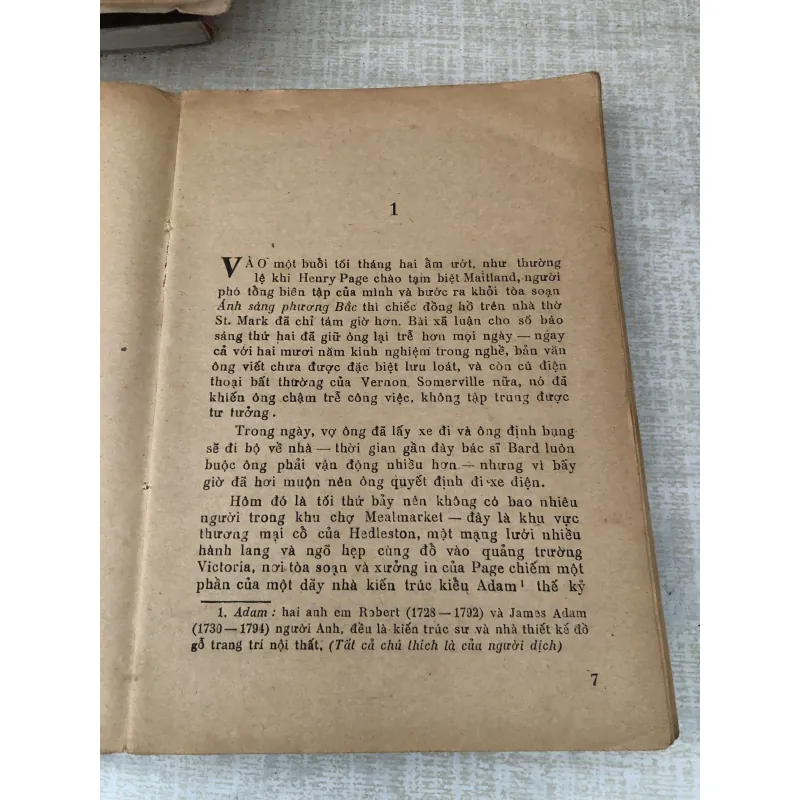 1
VÀO một buổi tối tháng hai ẩm ướt, như thường
lệ khi Henry Page chào tạm biệt Maitland, người
phó tổng biên tập của mình và bước ra khỏi tòa soạn
Ánh sáng phương Bắc thì chiếc đồng hồ trên nhà thờ
St. Mark đã chỉ tám giờ hơn. Bài xã luận cho số báo
sáng thứ hai đã giữ ông lại trễ hơn mọi ngày — ngay
cả với hai mươi năm kinh nghiệm trong nghề, bản văn
ông viết chưa được đặc biệt lưu loát, và còn cú điện
thoại bất thường của Vernon Somerville nữa, nó đã
khiến ông chậm trễ công việc, không tập trung được
tư tưởng.
Trong ngày, vợ ông đã lấy xe đi và ông định bụng
sẽ đi bộ về nhà — thời gian gần đây bác sĩ Bard luôn
buộc ông phải vận động nhiều hơn — nhưng vì bấy
giờ đã hơi muộn nên ông quyết định đi xe điện.
Hôm đó là tối thứ bảy nên không có bao nhiêu
người trong khu chợ Mealmarket — đây là khu vực
thương mại cổ của Hedleston, một mạng lưới nhiều
hành lang và ngõ hẹp cùng đổ vào quảng trường
Victoria, nơi tòa soạn và xưởng in của Page chiếm một
phần của một dãy nhà kiến trúc kiểu Adam¹ thế kỷ
1. Adam : hai anh em Robert (1728 — 1792) và James Adam
(1730 — 1794) người Anh, đều là kiến trúc sư và nhà thiết kế đồ
gỗ trang trí nội thất. (Tất cả chú thích là của người dịch)
7